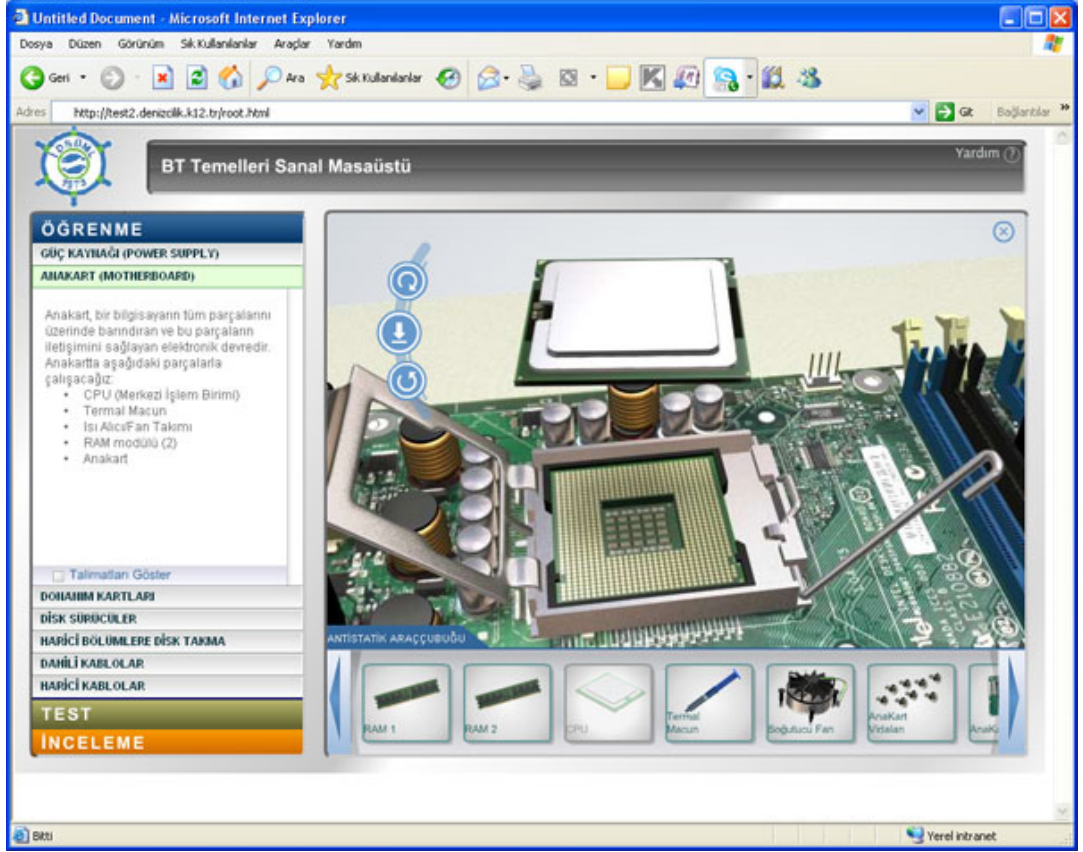 Untitled Document - Microsoft Internet Explorer
Dosya Düzen Görünüm Sık Kullanılanlar Araçlar Yardım
Geri Ara Sık Kullanılanlar
Adres http://test2.denizcilik.k12.tr/root.html Git Bağlantılar
BT Temelleri Sanal Masaüstü
Yardım ?
ÖĞRENME
GÜÇ KAYNAĞI (POWER SUPPLY)
ANAKART (MOTHERBOARD)
Anakart, bir bilgisayarın tüm parçalarını
üzerinde barındıran ve bu parçaların
iletişimini sağlayan elektronik devredir.
Anakartta aşağıdaki parçalarla
çalışacağız:
• CPU (Merkezi İşlem Birimi)
• Termal Macun
• Isı Alıcı/Fan Takımı
• RAM modülü (2)
• Anakart
Talimatları Göster
DONANIM KARTLARI
DİSK SÜRÜCÜLER
HARİCİ BÖLÜMLERE DİSK TAKMA
DAHİLİ KABLOLAR
HARİCİ KABLOLAR
TEST
İNCELEME
E210882
ANTİSTATİK ARAÇÇUBUĞU
RAM 1
RAM 2
CPU
Termal
Macun
Soğutucu Fan
AnaKart
Vidaları
Bitti
Yerel intranet